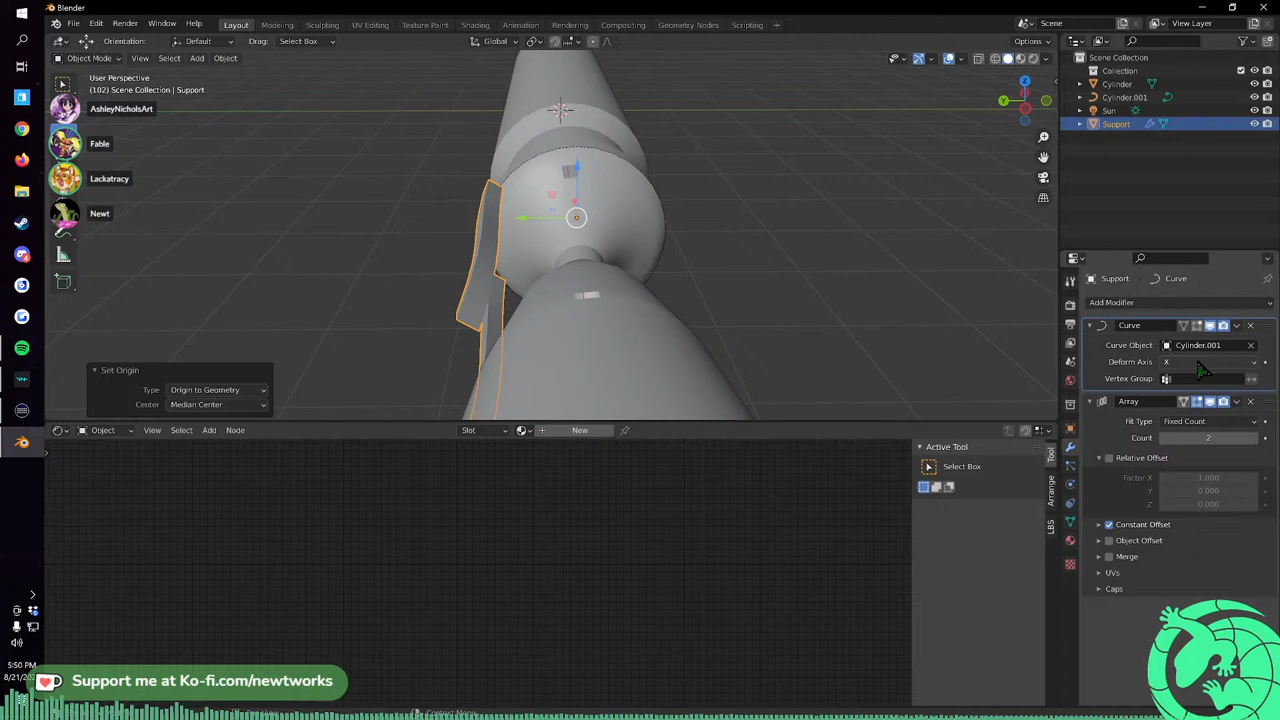 Blender
File Edit Render Window Help
Layout Modeling Sculpting UV Editing Texture Paint Shading Animation Rendering Compositing Geometry Nodes Scripting +
Scene
View Layer
Orientation: Default Drag: Select Box
Global
Options
Object Mode View Select Add Object
User Perspective
(102) Scene Collection | Support
AshleyNicholsArt
Fable
Lackatracy
Newt
Z
Y
Scene Collection
Collection
Cylinder
Cylinder.001
Sun
Support
Support > Curve
Add Modifier
Curve
Curve Object Cylinder.001
Deform Axis X
Vertex Group
Array
Fit Type Fixed Count
Count 2
Relative Offset
Factor X 1.000
Y 0.000
Z 0.000
Constant Offset
Object Offset
Merge
UVs
Caps
Set Origin
Type Origin to Geometry
Center Median Center
Object View Select Add Node
Slot
New
Active Tool
Select Box
Tool
Arrange
LBS
5:50 PM
8/21/20
Support me at Ko-fi.com/newtworks